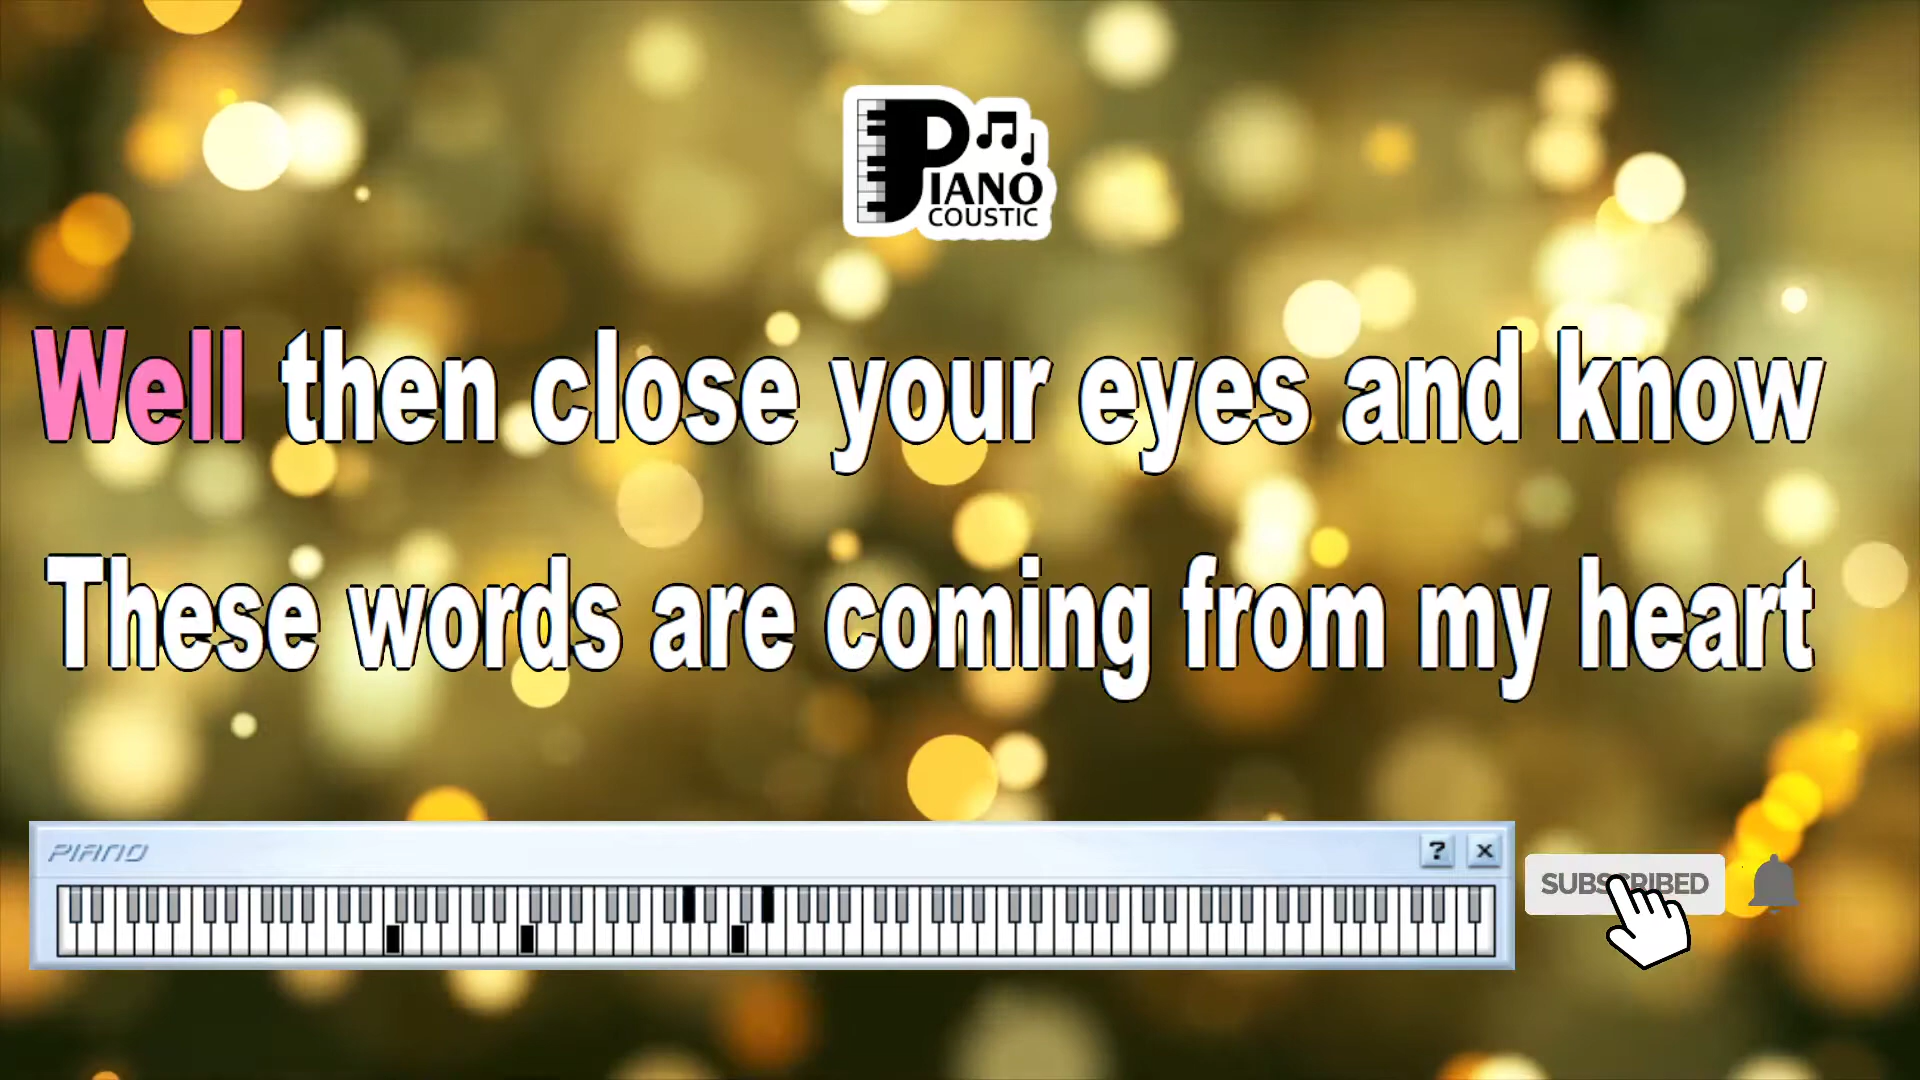 PIANO
COUSTIC
Well then close your eyes and know
These words are coming from my heart
PIANO
? x
SUBSCRIBED